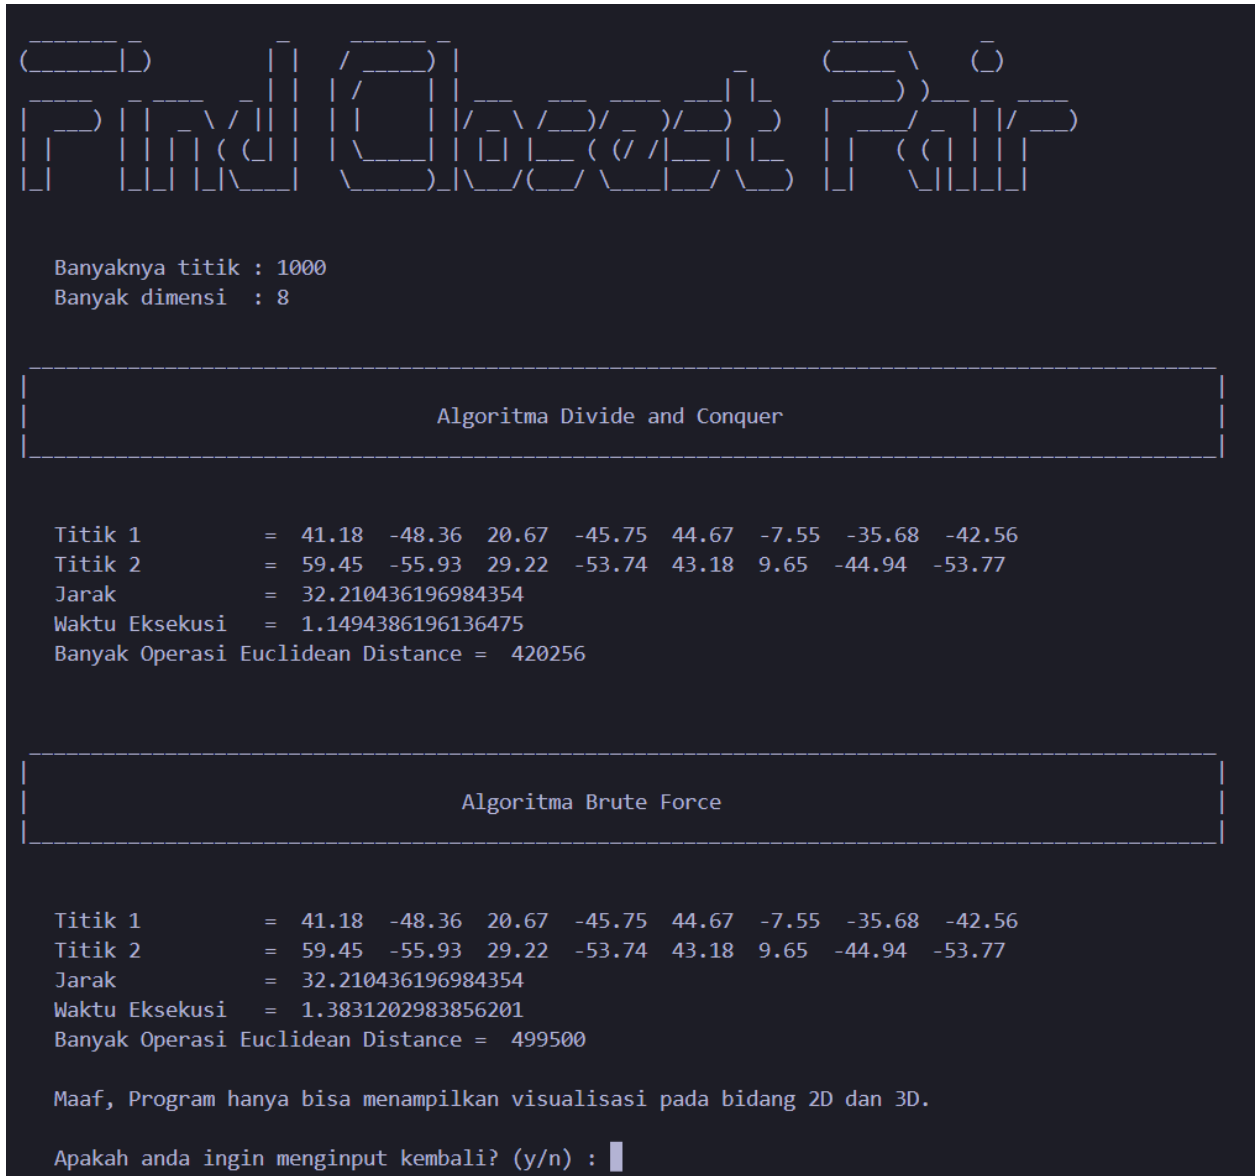 Find Closest Pair
Banyaknya titik : 1000
Banyak dimensi : 8
Algoritma Divide and Conquer
Titik 1 = 41.18 -48.36 20.67 -45.75 44.67 -7.55 -35.68 -42.56
Titik 2 = 59.45 -55.93 29.22 -53.74 43.18 9.65 -44.94 -53.77
Jarak = 32.210436196984354
Waktu Eksekusi = 1.1494386196136475
Banyak Operasi Euclidean Distance = 420256
Algoritma Brute Force
Titik 1 = 41.18 -48.36 20.67 -45.75 44.67 -7.55 -35.68 -42.56
Titik 2 = 59.45 -55.93 29.22 -53.74 43.18 9.65 -44.94 -53.77
Jarak = 32.210436196984354
Waktu Eksekusi = 1.3831202983856201
Banyak Operasi Euclidean Distance = 499500
Maaf, Program hanya bisa menampilkan visualisasi pada bidang 2D dan 3D.
Apakah anda ingin menginput kembali? (y/n) :